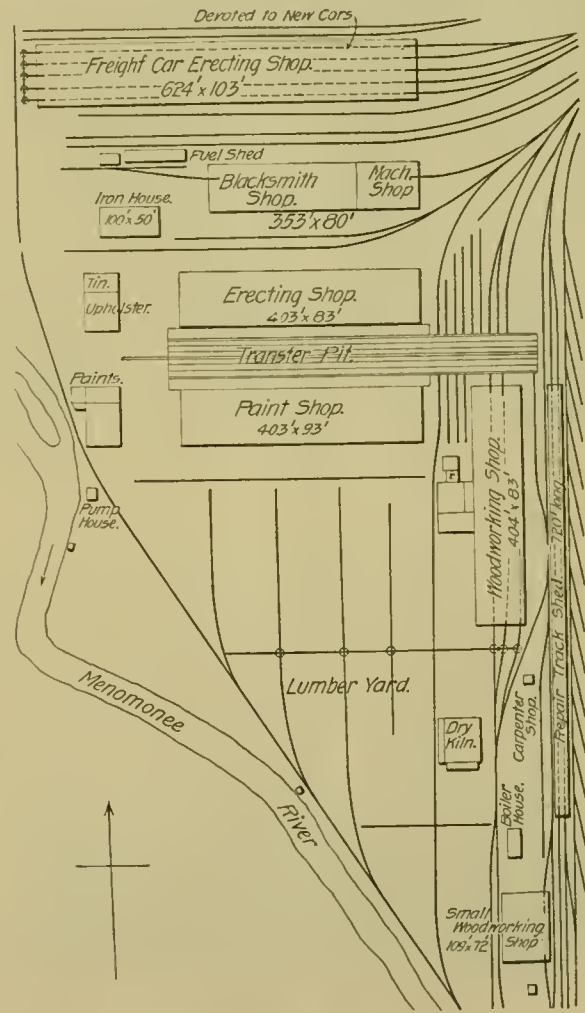 Devoted to New Cars
Freight Car Erecting Shop.
624' x 103'
Fuel Shed
Blacksmith
Shop.
Mach.
Shop
353' x 80'
Iron House.
100' x 50'
Tin.
Upholster.
Erecting Shop.
403' x 83'
Transfer Pit.
Paints.
Paint Shop.
403' x 93'
Woodworking Shop.
404' x 83'
Repair Track Shed. 720' long.
Pump
House.
Menomonee
River
Lumber Yard.
Dry
Kiln.
Carpenter
Shop.
Boiler
House.
Small
Woodworking
109' x 72' Shop